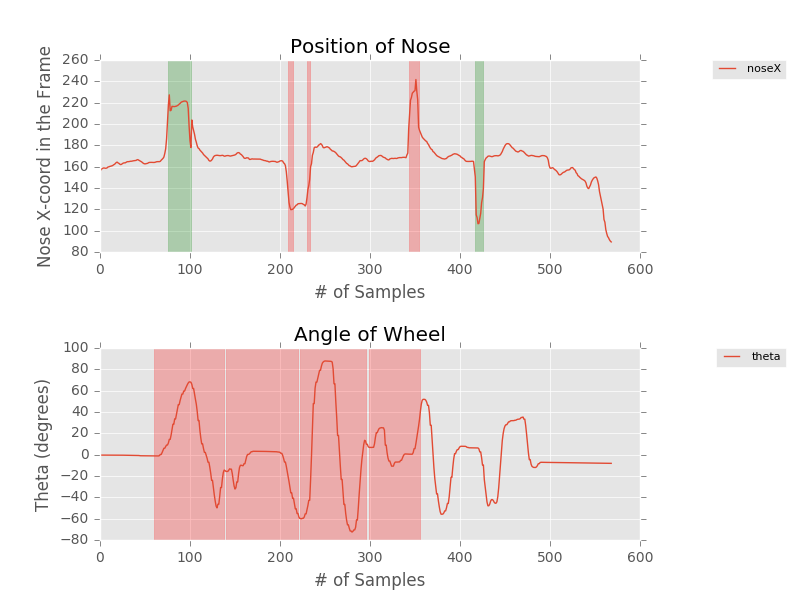 Position of Nose
Nose X-coord in the Frame
260
240
220
200
180
160
140
120
100
80
0 100 200 300 400 500 600
# of Samples
noseX
Angle of Wheel
Theta (degrees)
100
80
60
40
20
0
−20
−40
−60
−80
0 100 200 300 400 500 600
# of Samples
theta